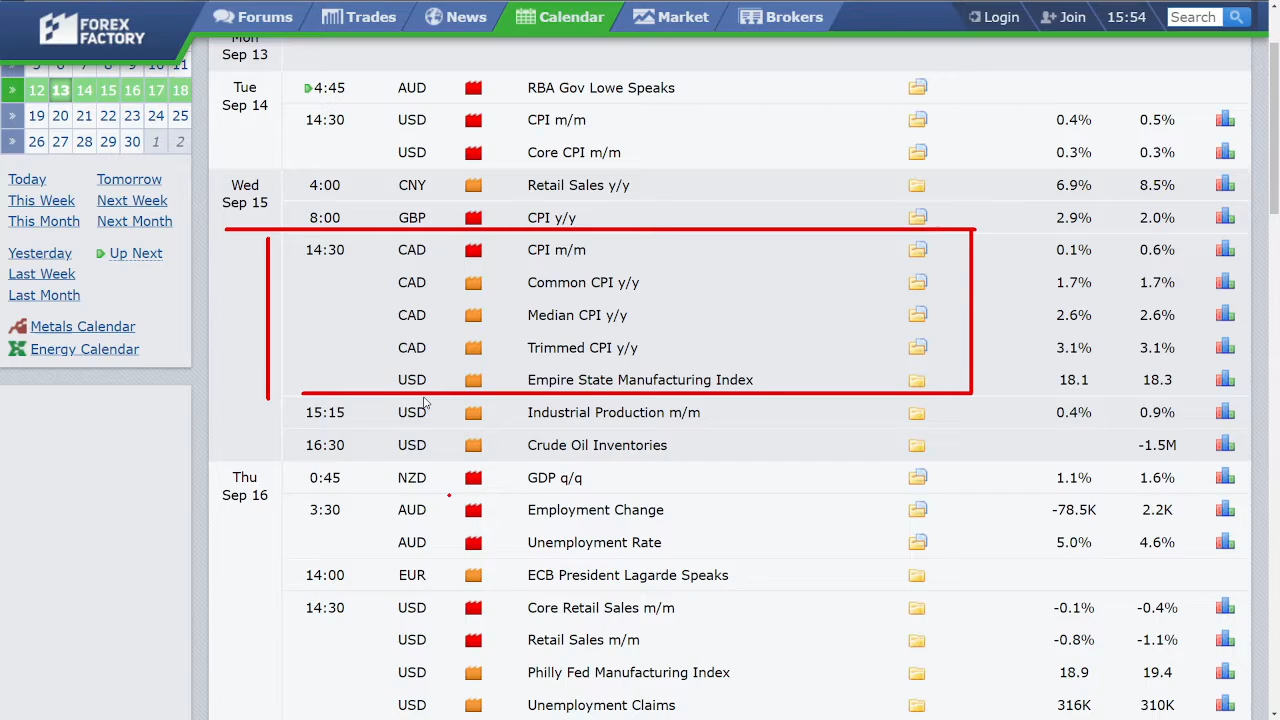 FOREX FACTORY
Forums Trades News Calendar Market Brokers Login Join 15:54 Search
5 6 7 8 9 10 11
» 12 13 14 15 16 17 18
» 19 20 21 22 23 24 25
» 26 27 28 29 30 1 2
Today Tomorrow
This Week Next Week
This Month Next Month
Yesterday Up Next
Last Week
Last Month
Metals Calendar
Energy Calendar
Mon
Sep 13
Tue
Sep 14
4:45 AUD RBA Gov Lowe Speaks
14:30 USD CPI m/m 0.4% 0.5%
USD Core CPI m/m 0.3% 0.3%
Wed
Sep 15
4:00 CNY Retail Sales y/y 6.9% 8.5%
8:00 GBP CPI y/y 2.9% 2.0%
14:30 CAD CPI m/m 0.1% 0.6%
CAD Common CPI y/y 1.7% 1.7%
CAD Median CPI y/y 2.6% 2.6%
CAD Trimmed CPI y/y 3.1% 3.1%
USD Empire State Manufacturing Index 18.1 18.3
15:15 USD Industrial Production m/m 0.4% 0.9%
16:30 USD Crude Oil Inventories -1.5M
Thu
Sep 16
0:45 NZD GDP q/q 1.1% 1.6%
3:30 AUD Employment Change -78.5K 2.2K
AUD Unemployment Rate 5.0% 4.6%
14:00 EUR ECB President Lagarde Speaks
14:30 USD Core Retail Sales m/m -0.1% -0.4%
USD Retail Sales m/m -0.8% -1.1%
USD Philly Fed Manufacturing Index 18.9 19.4
USD Unemployment Claims 316K 310K